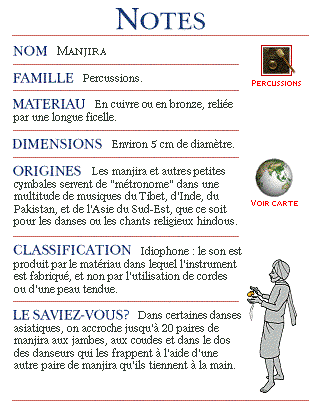 NOTES
NOM MANJIRA
PERCUSSIONS
FAMILLE Percussions.
MATERIAU En cuivre ou en bronze, reliée
par une longue ficelle.
DIMENSIONS Environ 5 cm de diamètre.
ORIGINES Les manjira et autres petites
cymbales servent de "métronome" dans une
multitude de musiques du Tibet, d'Inde, du
Pakistan, et de l'Asie du Sud-Est, que ce soit
pour les danses ou les chants religieux hindous.
VOIR CARTE
CLASSIFICATION Idiophone : le son est
produit par le matériau dans lequel l'instrument
est fabriqué, et non par l'utilisation de cordes
ou d'une peau tendue.
LE SAVIEZ-VOUS? Dans certaines danses
asiatiques, on accroche jusqu'à 20 paires de
manjira aux jambes, aux coudes et dans le dos
des danseurs qui les frappent à l'aide d'une
autre paire de manjira qu'ils tiennent à la main.